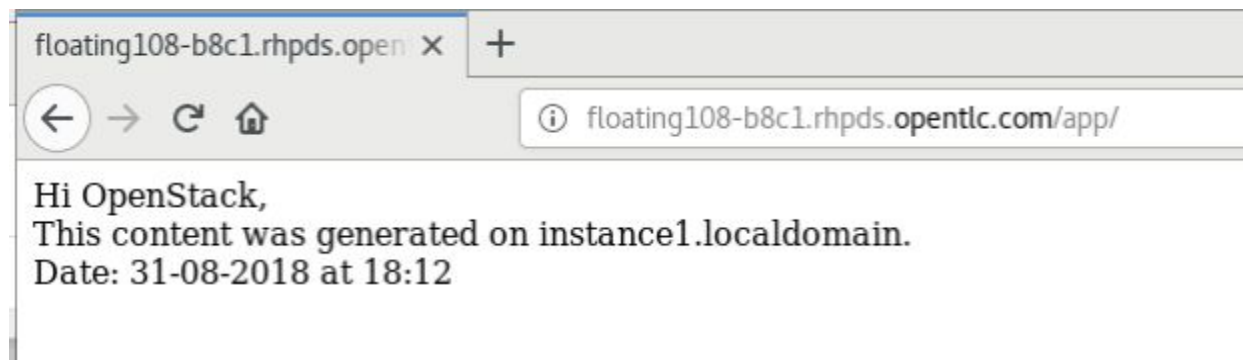 floating108-b8c1.rhpds.open
floating108-b8c1.rhpds.opentlc.com/app/
Hi OpenStack,
This content was generated on instance1.localdomain.
Date: 31-08-2018 at 18:12